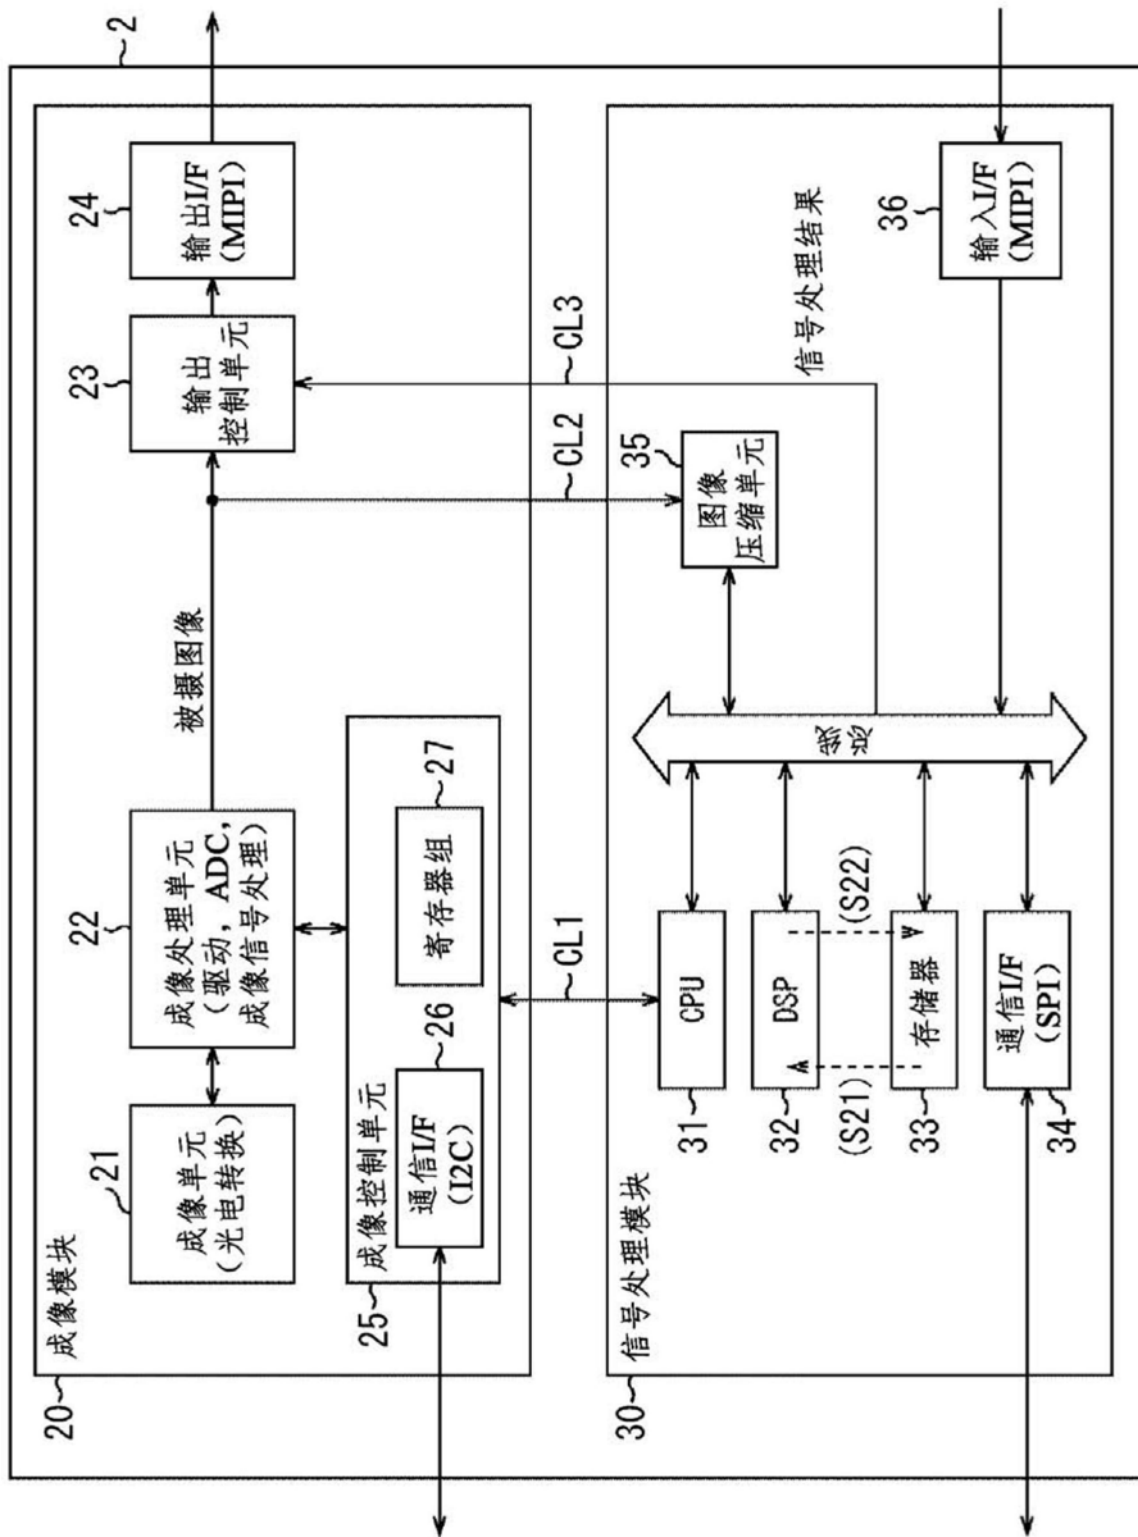 2
20
成像模块
21
成像单元
(光电转换)
22
成像处理单元
(驱动, ADC,
成像信号处理)
被摄图像
23
输出
控制单元
24
输出I/F
(MIPI)
25
成像控制单元
26
通信I/F
(I2C)
27
寄存器组
CL1
CL2
CL3
30
信号处理模块
31
CPU
32
DSP
(S21)
(S22)
33
存储器
34
通信I/F
(SPI)
总线
35
图像
压缩单元
信号处理结果
36
输入I/F
(MIPI)